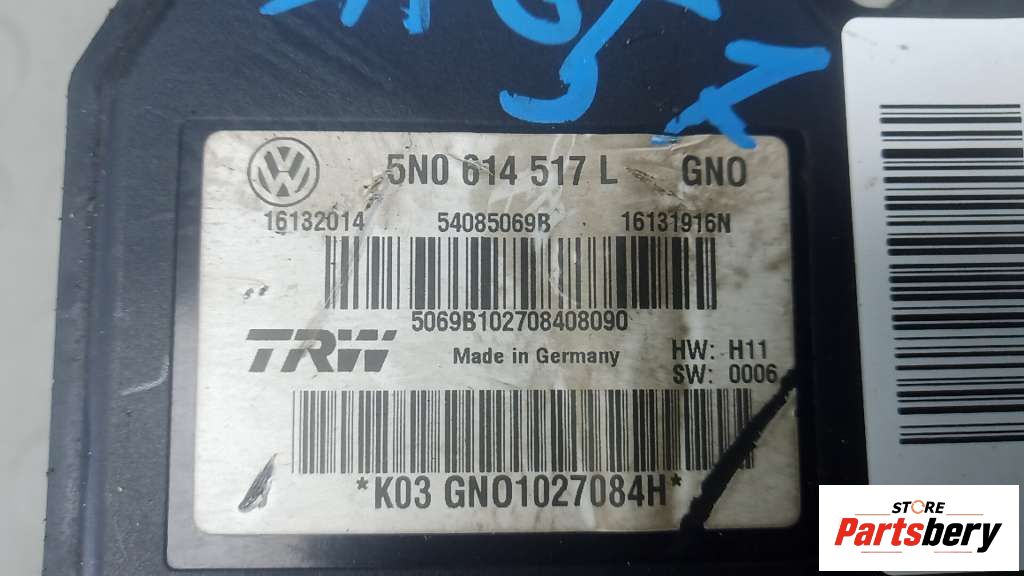 5N0 614 517 L GNO
16132014 54085069B 16131916N
5069B102708408090
TRW Made in Germany HW: H11
SW: 0006
*K03 GNO1027084H*
STORE
Partsbery